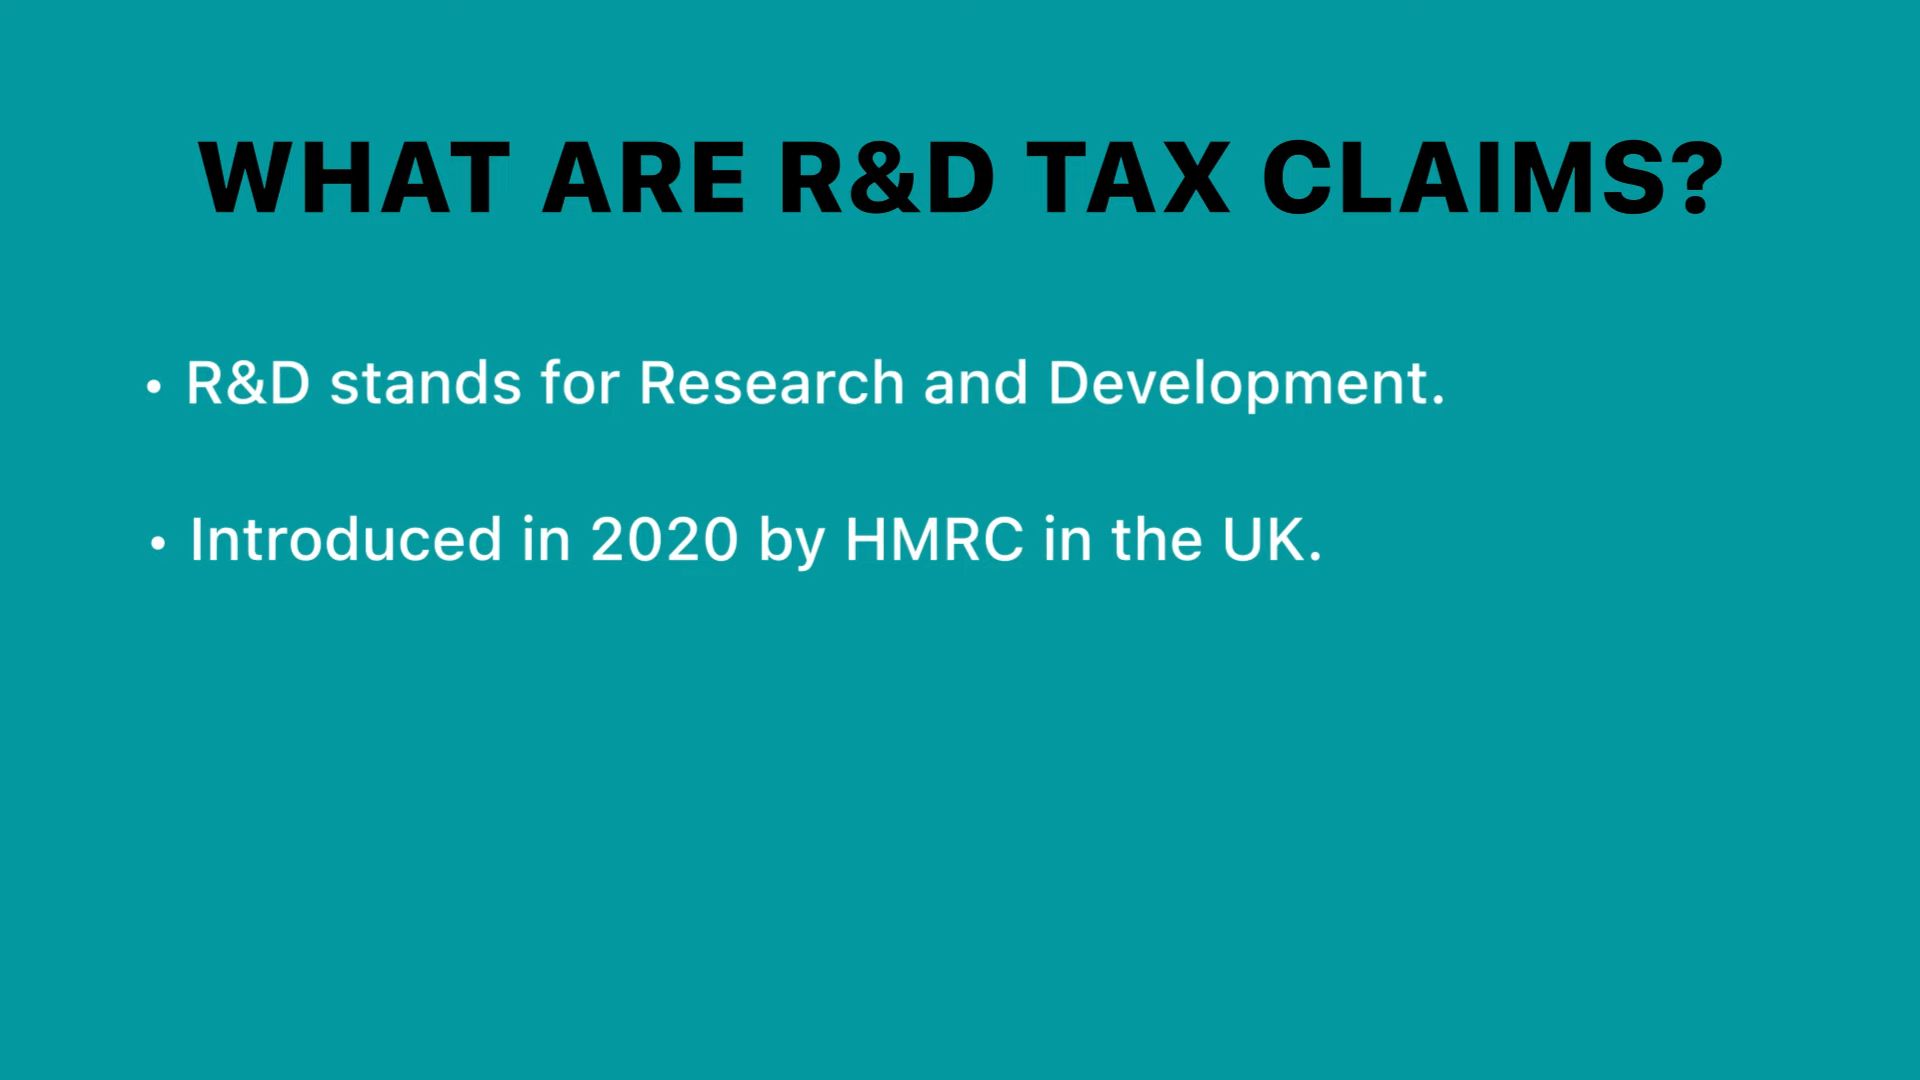 WHAT ARE R&D TAX CLAIMS?
• R&D stands for Research and Development.
• Introduced in 2020 by HMRC in the UK.